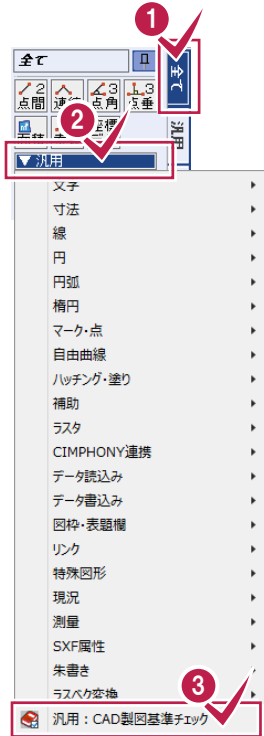 1
全て
全て
2 点間
連続
3 点角
3 点垂
2
面積
座標
汎用
▼ 汎用
文字
寸法
線
円
円弧
楕円
マーク・点
自由曲線
ハッチング・塗り
補助
ラスタ
CIMPHONY連携
データ読込み
データ書込み
図枠・表題欄
リンク
特殊図形
現況
測量
SXF属性
朱書き
ラスベク変換
3
汎用：CAD製図基準チェック